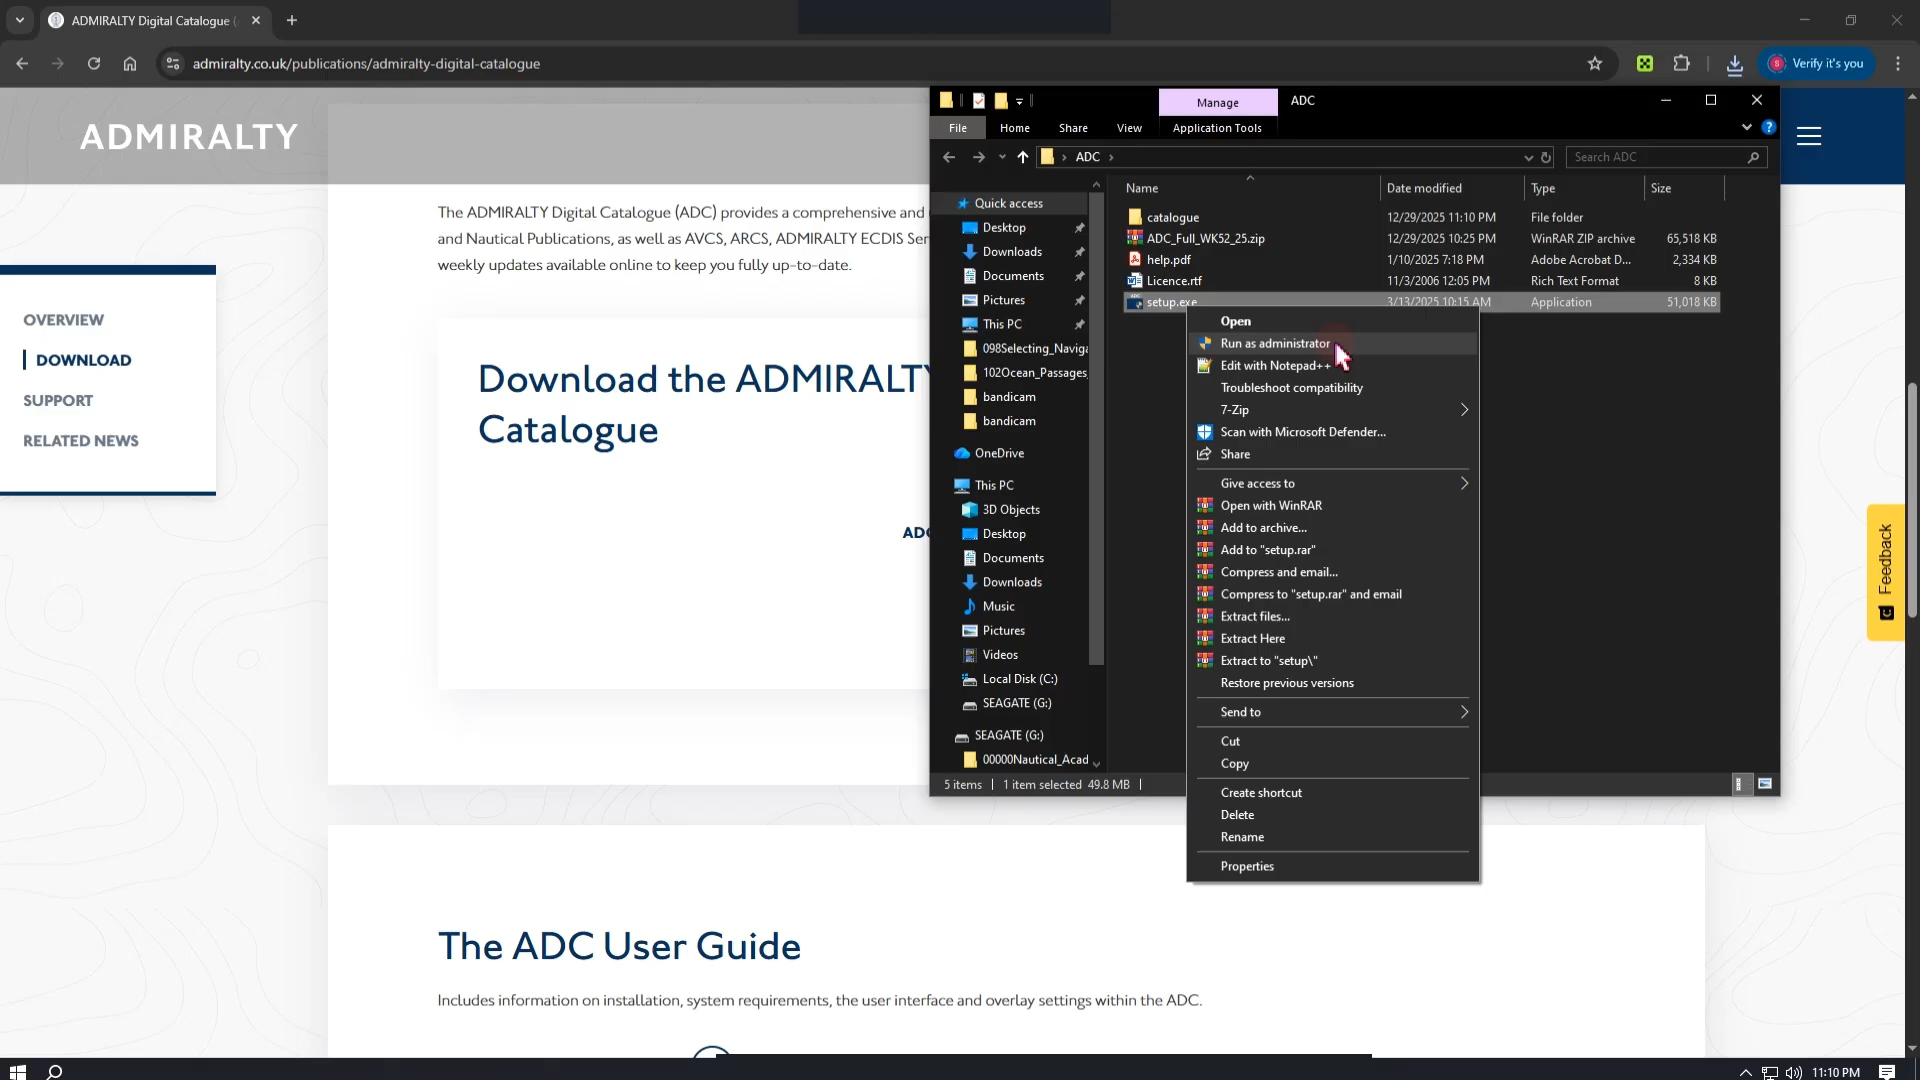 ADMIRALTY Digital Catalogue (
admiralty.co.uk/publications/admiralty-digital-catalogue
Verify it's you
ADMIRALTY
OVERVIEW
DOWNLOAD
SUPPORT
RELATED NEWS
The ADMIRALTY Digital Catalogue (ADC) provides a comprehensive and
and Nautical Publications, as well as AVCS, ARCS, ADMIRALTY ECDIS Ser
weekly updates available online to keep you fully up-to-date.
Download the ADMIRALTY
Catalogue
ADC
The ADC User Guide
Includes information on installation, system requirements, the user interface and overlay settings within the ADC.
Feedback
Manage
ADC
File
Home
Share
View
Application Tools
ADC
Search ADC
Name
Date modified
Type
Size
catalogue 12/29/2025 11:10 PM File folder
ADC_Full_WK52_25.zip 12/29/2025 10:25 PM WinRAR ZIP archive 65,518 KB
help.pdf 1/10/2025 7:18 PM Adobe Acrobat D... 2,334 KB
Licence.rtf 11/3/2006 12:05 PM Rich Text Format 8 KB
setup.exe 3/13/2025 10:15 AM Application 51,018 KB
Quick access
Desktop
Downloads
Documents
Pictures
This PC
098Selecting_Naviga
102Ocean_Passages_
bandicam
bandicam
OneDrive
This PC
3D Objects
Desktop
Documents
Downloads
Music
Pictures
Videos
Local Disk (C:)
SEAGATE (G:)
SEAGATE (G:)
00000Nautical_Acad
5 items
1 item selected 49.8 MB
Open
Run as administrator
Edit with Notepad++
Troubleshoot compatibility
7-Zip
Scan with Microsoft Defender...
Share
Give access to
Open with WinRAR
Add to archive...
Add to "setup.rar"
Compress and email...
Compress to "setup.rar" and email
Extract files...
Extract Here
Extract to "setup\"
Restore previous versions
Send to
Cut
Copy
Create shortcut
Delete
Rename
Properties
11:10 PM